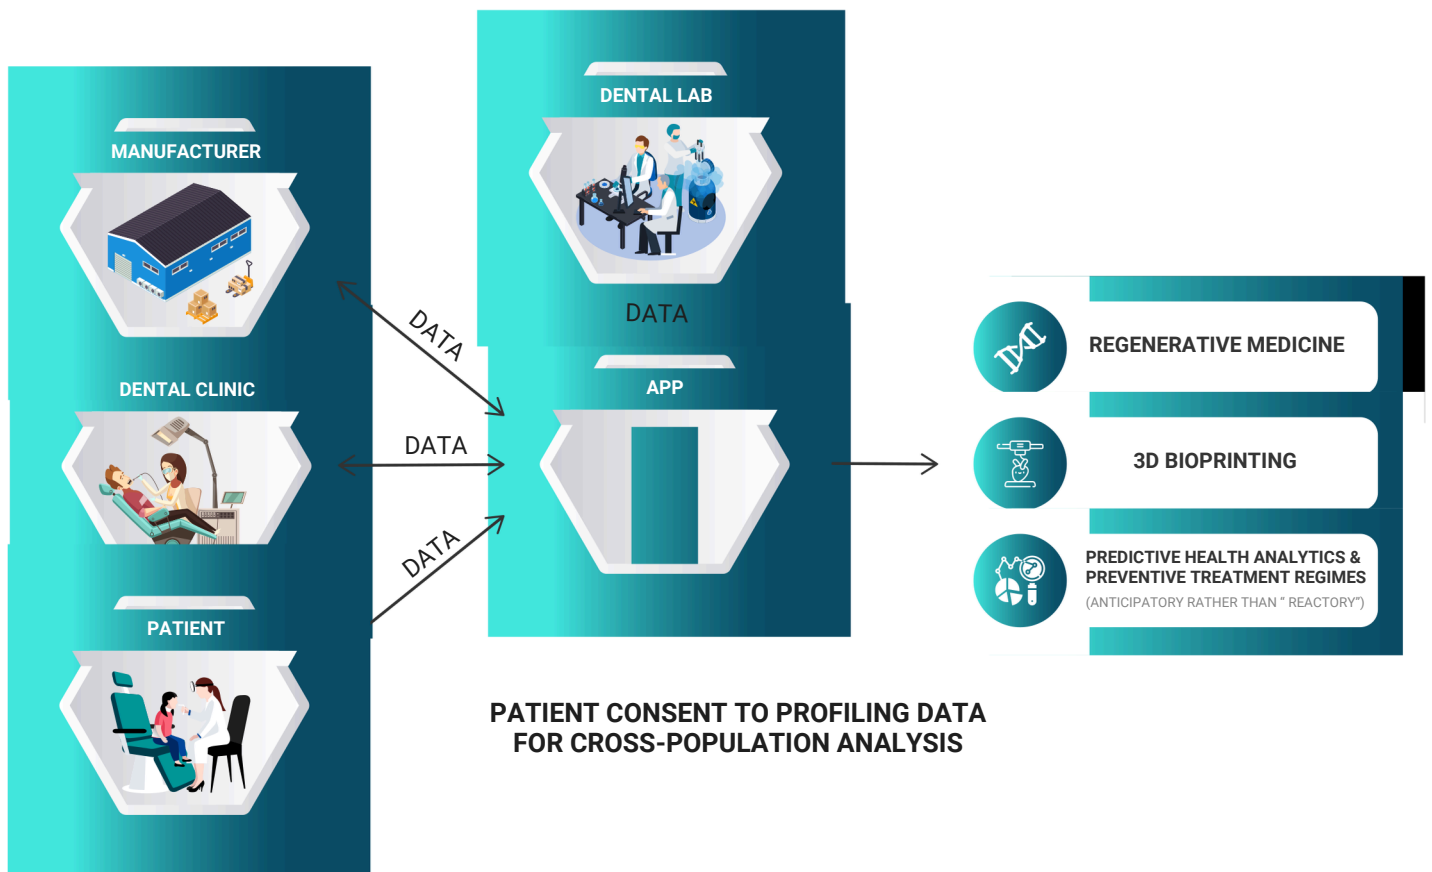 MANUFACTURER
DENTAL CLINIC
PATIENT
DATA
DATA
DATA
DENTAL LAB
DATA
APP
REGENERATIVE MEDICINE
3D BIOPRINTING
PREDICTIVE HEALTH ANALYTICS &
PREVENTIVE TREATMENT REGIMES
(ANTICIPATORY RATHER THAN “ REACTORY”)
PATIENT CONSENT TO PROFILING DATA
FOR CROSS-POPULATION ANALYSIS